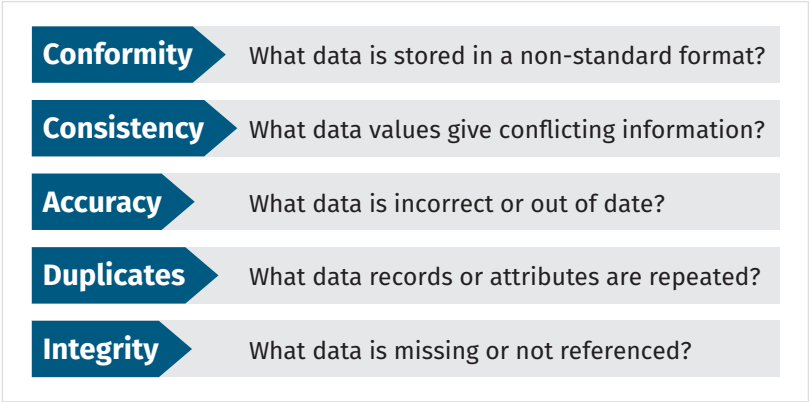 Conformity What data is stored in a non-standard format?
Consistency What data values give conflicting information?
Accuracy What data is incorrect or out of date?
Duplicates What data records or attributes are repeated?
Integrity What data is missing or not referenced?